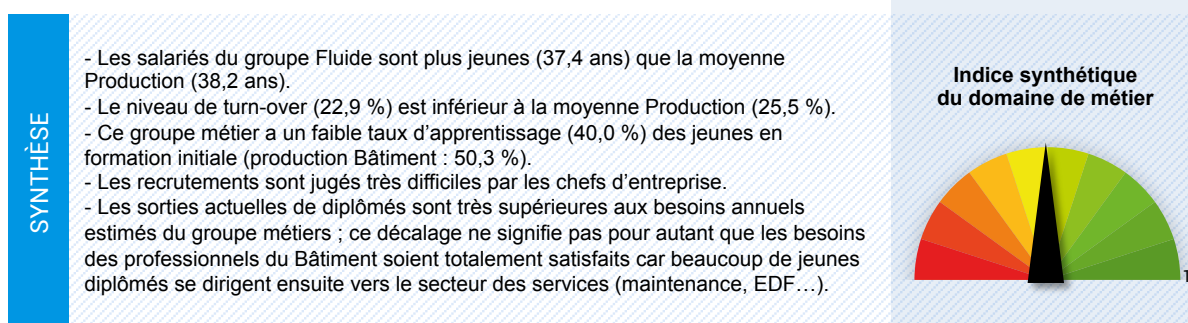 SYNTHÈSE
- Les salariés du groupe Fluide sont plus jeunes (37,4 ans) que la moyenne
Production (38,2 ans).
- Le niveau de turn-over (22,9 %) est inférieur à la moyenne Production (25,5 %).
- Ce groupe métier a un faible taux d’apprentissage (40,0 %) des jeunes en
formation initiale (production Bâtiment : 50,3 %).
- Les recrutements sont jugés très difficiles par les chefs d’entreprise.
- Les sorties actuelles de diplômés sont très supérieures aux besoins annuels
estimés du groupe métiers ; ce décalage ne signifie pas pour autant que les besoins
des professionnels du Bâtiment soient totalement satisfaits car beaucoup de jeunes
diplômés se dirigent ensuite vers le secteur des services (maintenance, EDF…).
Indice synthétique
du domaine de métier